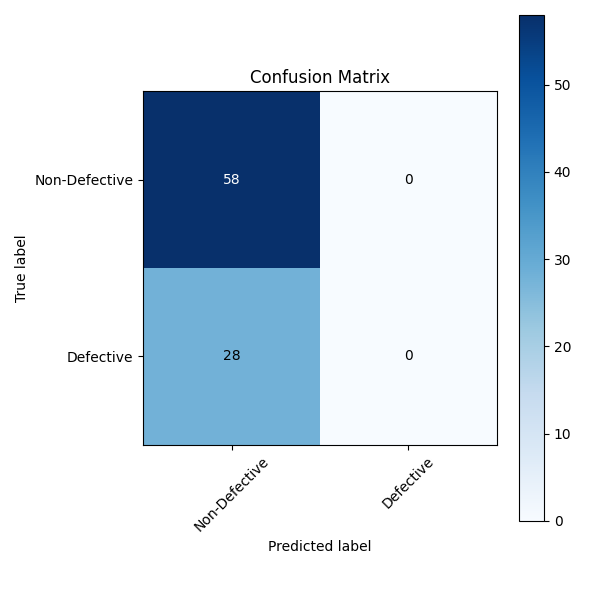 Confusion Matrix
True label
Non-Defective
Defective
58
0
28
0
Non-Defective
Defective
Predicted label
50
40
30
20
10
0